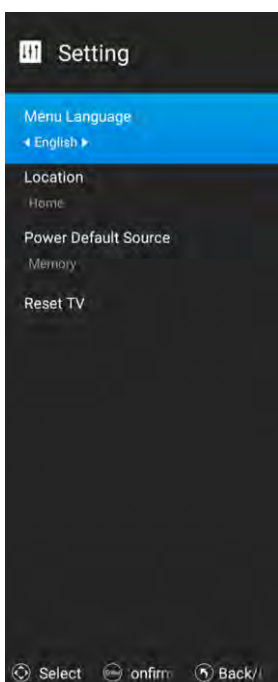 Setting
Menu Language
English
Location
Home
Power Default Source
Memory
Reset TV
Select onfirm Back/